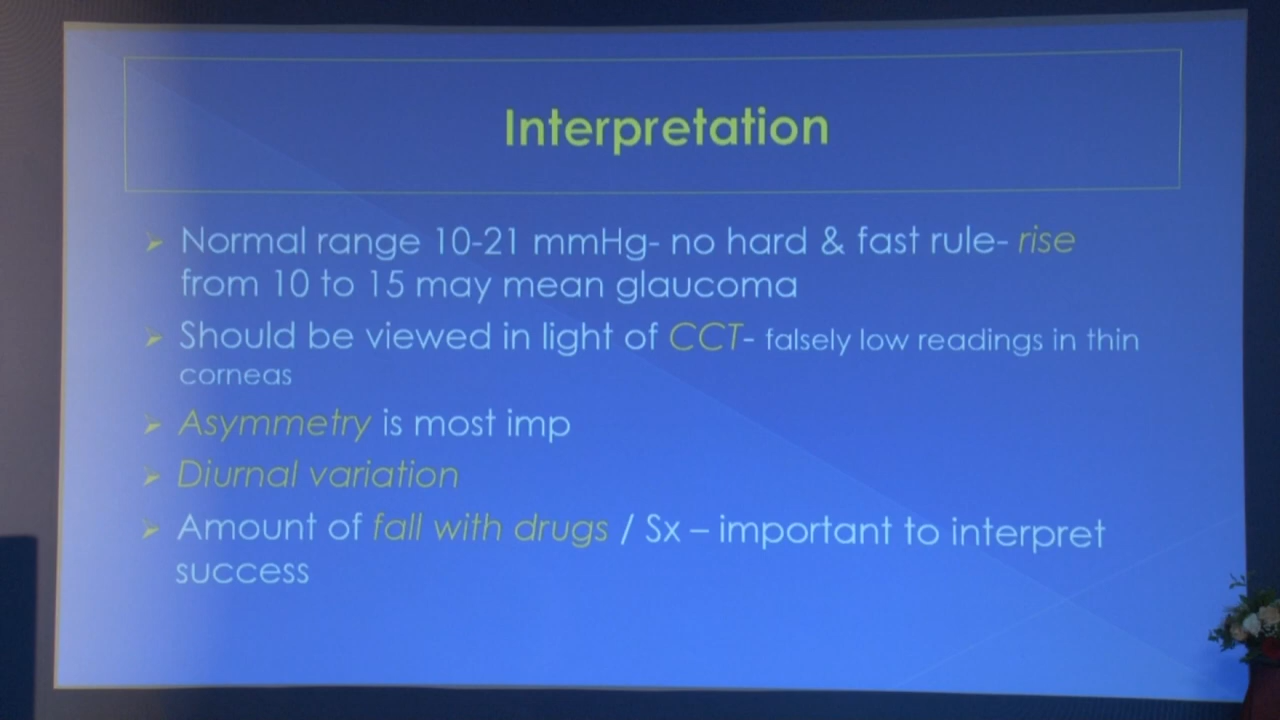 Interpretation
➢ Normal range 10-21 mmHg- no hard & fast rule- rise
from 10 to 15 may mean glaucoma
➢ Should be viewed in light of CCT- falsely low readings in thin
corneas
➢ Asymmetry is most imp
➢ Diurnal variation
➢ Amount of fall with drugs / Sx – important to interpret
success